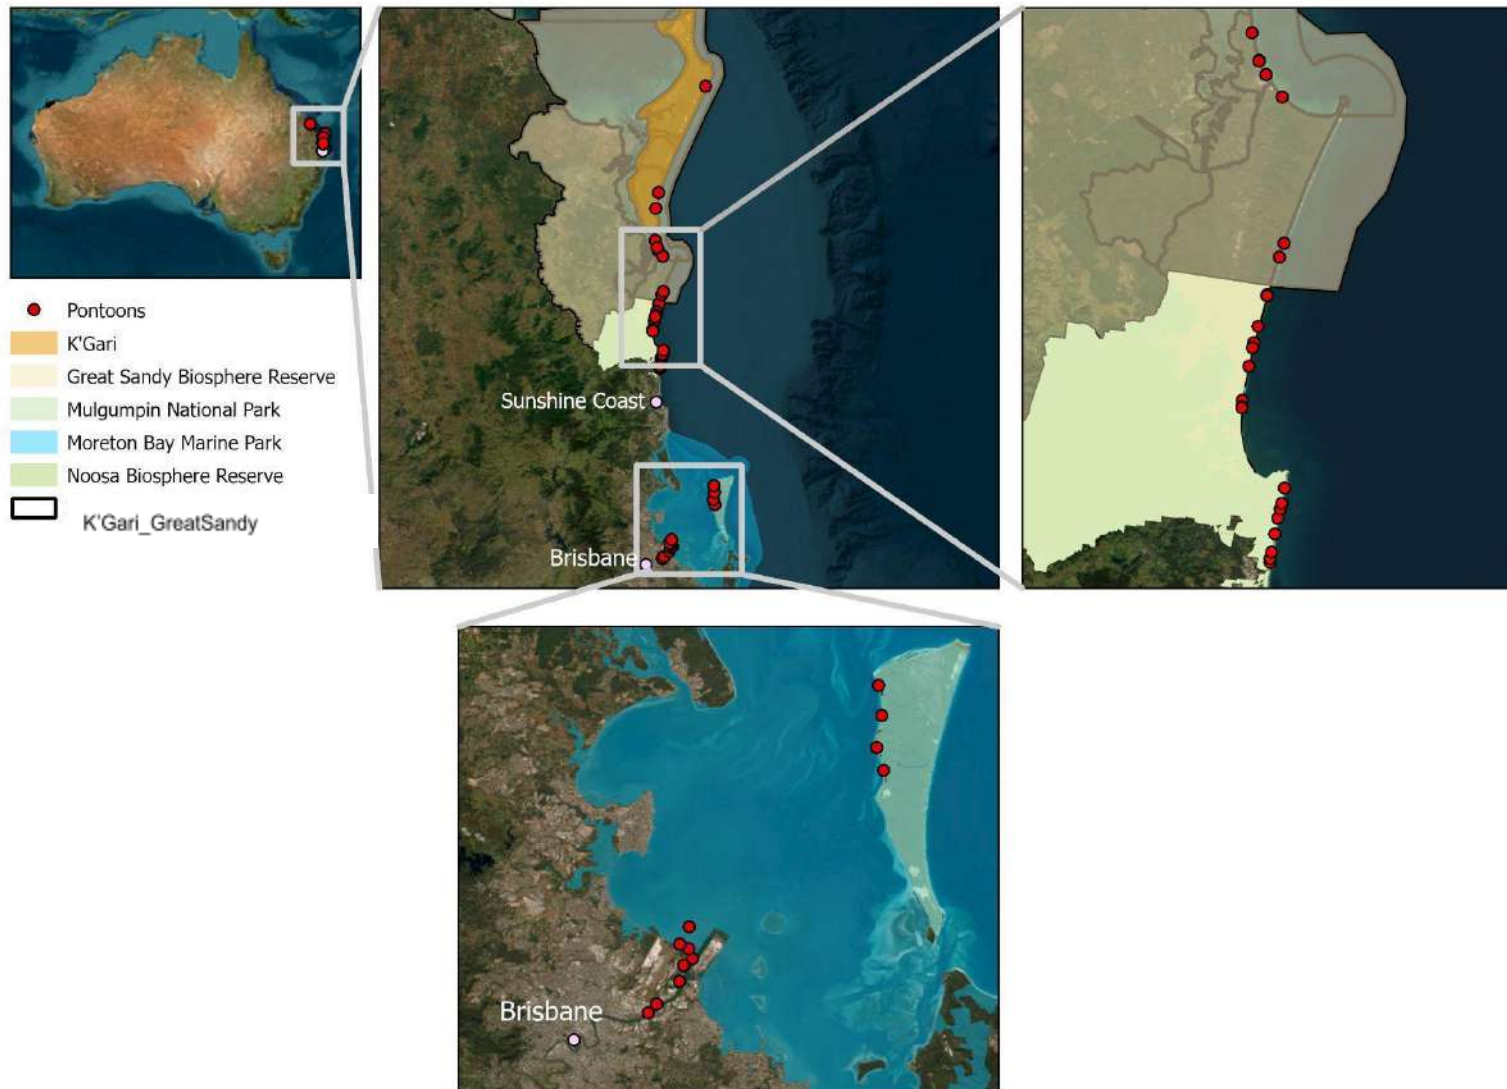 Pontoons
K'Gari
Great Sandy Biosphere Reserve
Mulgumpin National Park
Moreton Bay Marine Park
Noosa Biosphere Reserve
K'Gari_GreatSandy
Sunshine Coast
Brisbane
Brisbane